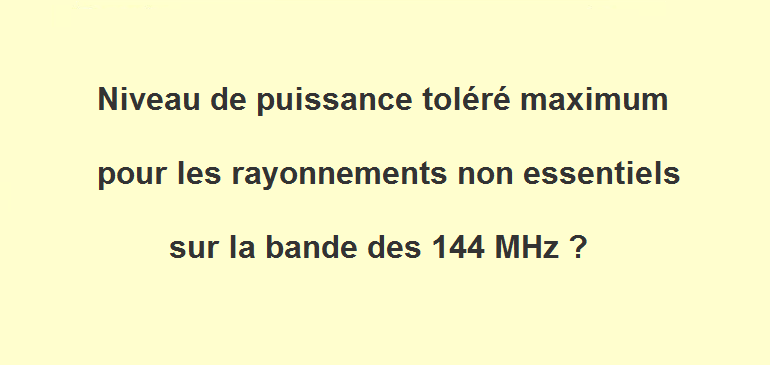 Niveau de puissance toléré maximum
pour les rayonnements non essentiels
sur la bande des 144 MHz ?